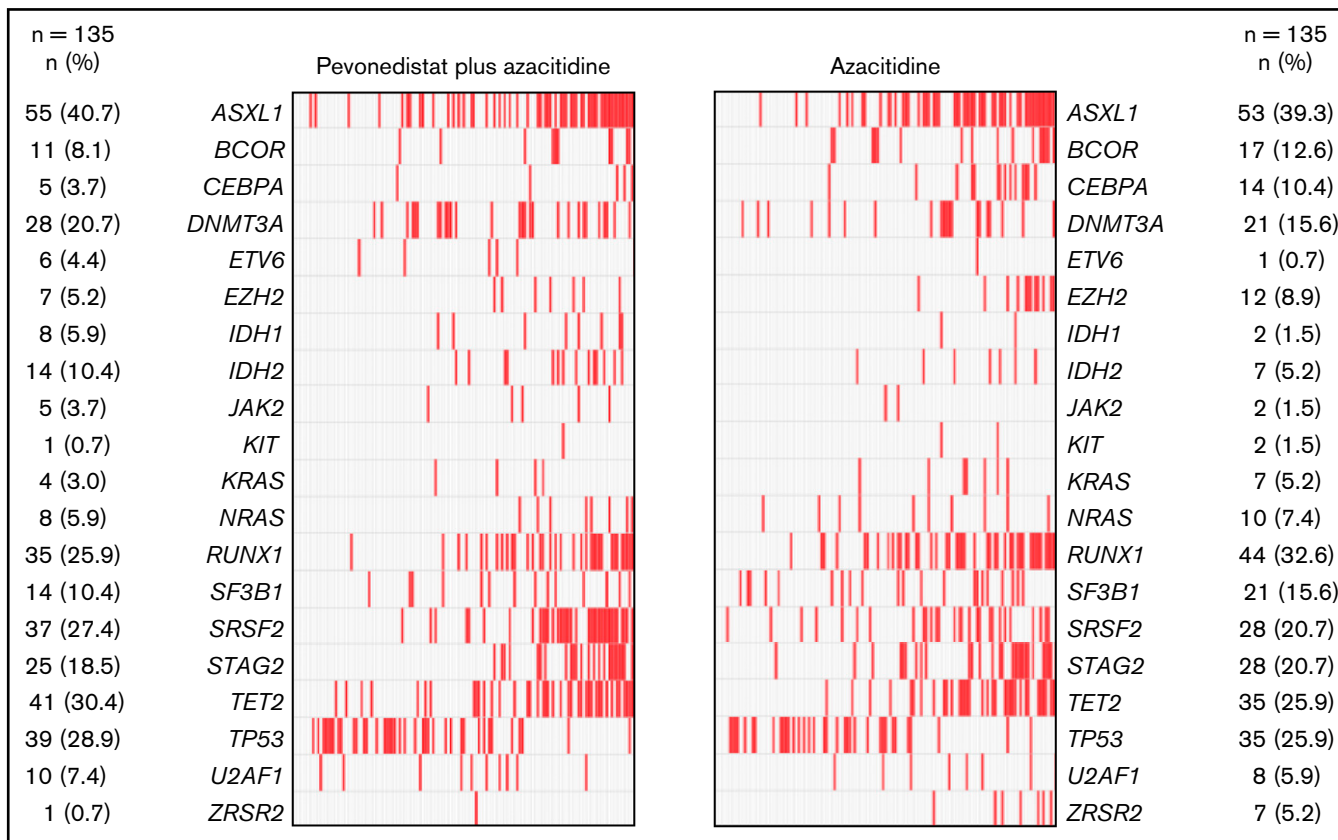 n = 135 n = 135
n (%) Pevonedistat plus azacitidine Azacitidine n (%)
55 (40.7) ASXL1 ASXL1 53 (39.3)
11 (8.1) BCOR BCOR 17 (12.6)
5 (3.7) CEBPA CEBPA 14 (10.4)
28 (20.7) DNMT3A DNMT3A 21 (15.6)
6 (4.4) ETV6 ETV6 1 (0.7)
7 (5.2) EZH2 EZH2 12 (8.9)
8 (5.9) IDH1 IDH1 2 (1.5)
14 (10.4) IDH2 IDH2 7 (5.2)
5 (3.7) JAK2 JAK2 2 (1.5)
1 (0.7) KIT KIT 2 (1.5)
4 (3.0) KRAS KRAS 7 (5.2)
8 (5.9) NRAS NRAS 10 (7.4)
35 (25.9) RUNX1 RUNX1 44 (32.6)
14 (10.4) SF3B1 SF3B1 21 (15.6)
37 (27.4) SRSF2 SRSF2 28 (20.7)
25 (18.5) STAG2 STAG2 28 (20.7)
41 (30.4) TET2 TET2 35 (25.9)
39 (28.9) TP53 TP53 35 (25.9)
10 (7.4) U2AF1 U2AF1 8 (5.9)
1 (0.7) ZRSR2 ZRSR2 7 (5.2)